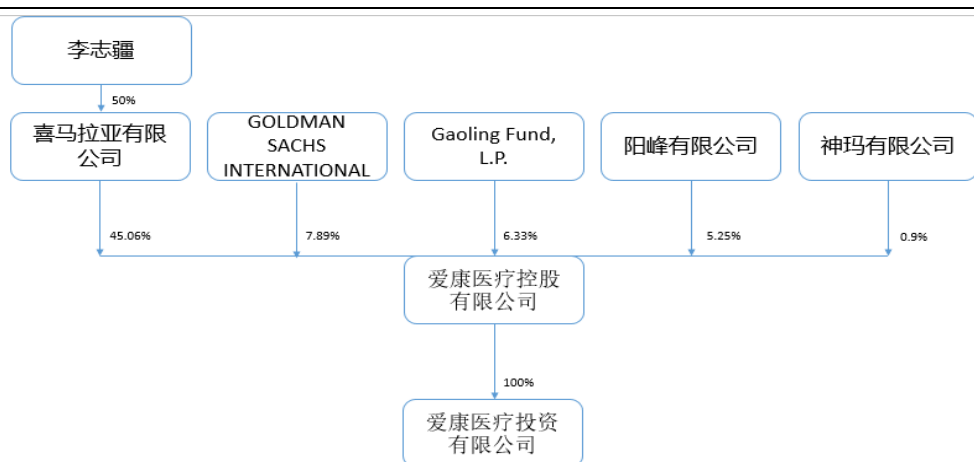 李志疆
50%
喜马拉亚有限
公司
GOLDMAN
SACHS
INTERNATIONAL
Gaoling Fund,
L.P.
阳峰有限公司
神玛有限公司
45.06%
7.89%
6.33%
5.25%
0.9%
爱康医疗控股
有限公司
100%
爱康医疗投资
有限公司